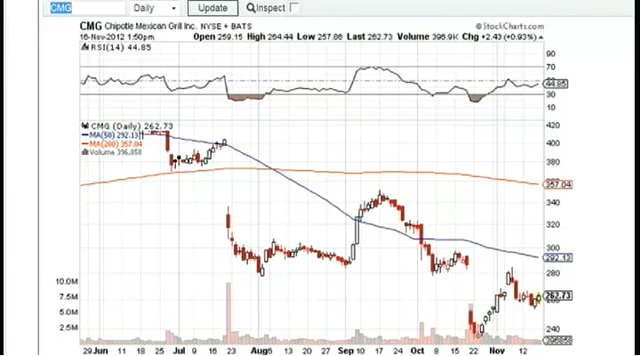 CMG Daily Update Inspect
CMG Chipotle Mexican Grill Inc. NYSE + BATS © StockCharts.com
16-Nov-2012 1:50pm Open 259.15 High 264.44 Low 257.86 Last 262.73 Volume 396.9K Chg +2.43 (+0.93%)
RSI(14) 44.85
90
70
50
44.85
30
10
CMG (Daily) 262.73
MA(50) 292.13
MA(200) 357.04
Volume 396,858
420
400
380
360
357.04
340
320
300
292.13
280
262.73
240
10.0M
7.5M
5.0M
2.5M
29 Jun 11 18 25 Jul 9 16 23 Aug 6 13 20 27 Sep 10 17 24 Oct 8 15 22 Nov 12